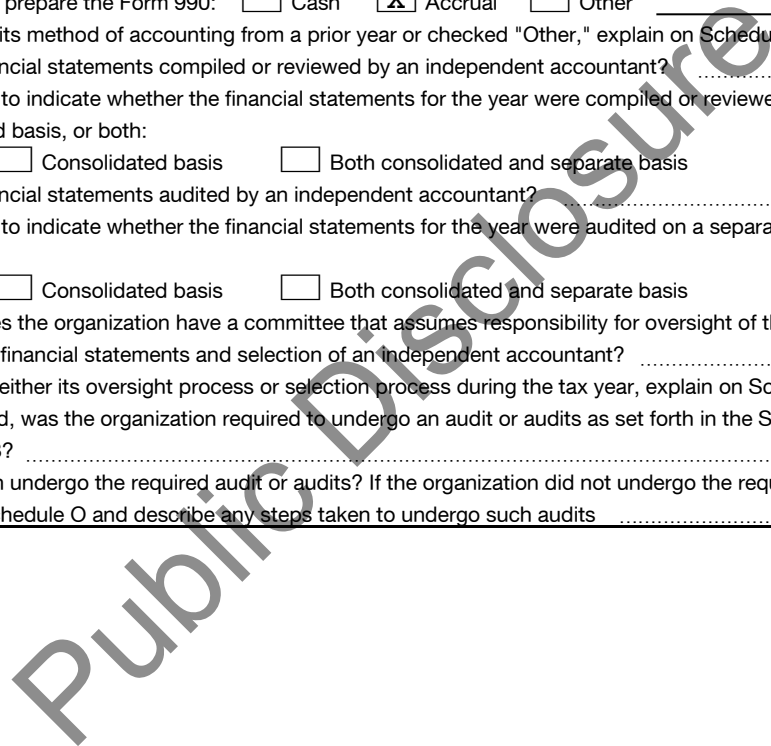 prepare the Form 990: Cash X Accrual Other
its method of accounting from a prior year or checked "Other," explain on Schedu
ncial statements compiled or reviewed by an independent accountant?
to indicate whether the financial statements for the year were compiled or reviewe
d basis, or both:
Consolidated basis Both consolidated and separate basis
ncial statements audited by an independent accountant?
to indicate whether the financial statements for the year were audited on a separa
Consolidated basis Both consolidated and separate basis
es the organization have a committee that assumes responsibility for oversight of t
financial statements and selection of an independent accountant?
either its oversight process or selection process during the tax year, explain on Sc
d, was the organization required to undergo an audit or audits as set forth in the S
?
n undergo the required audit or audits? If the organization did not undergo the requ
hedule O and describe any steps taken to undergo such audits
Public Disclosure